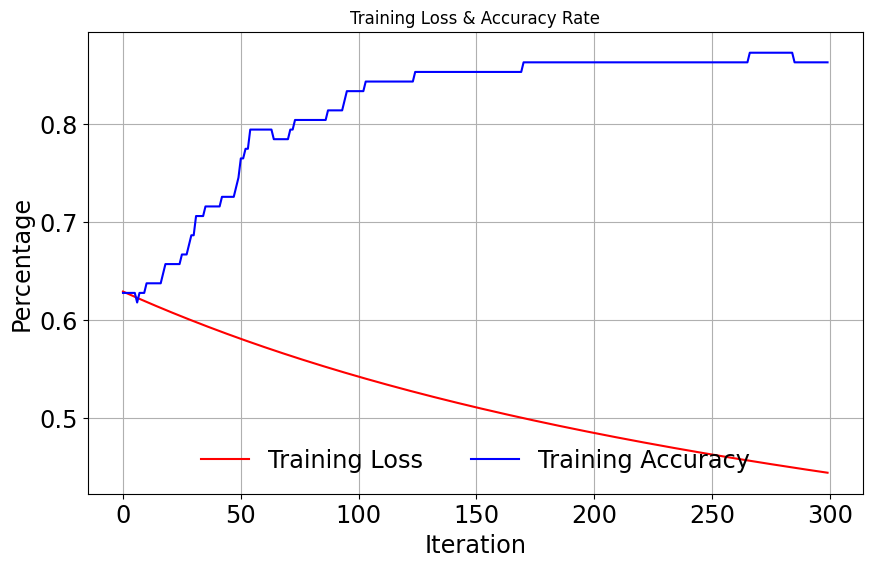 Training Loss & Accuracy Rate
Percentage
0.8
0.7
0.6
0.5
Training Loss
Training Accuracy
0 50 100 150 200 250 300
Iteration